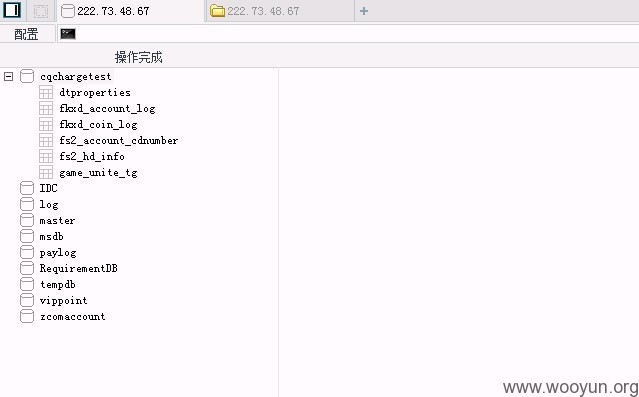 222.73.48.67 222.73.48.67
配置
操作完成
cqchargetest
dtproperties
fkxd_account_log
fkxd_coin_log
fs2_account_cdnumber
fs2_hd_info
game_unite_tg
IDC
log
master
msdb
paylog
RequirementDB
tempdb
vippoint
zcomaccount
www.wooyun.org